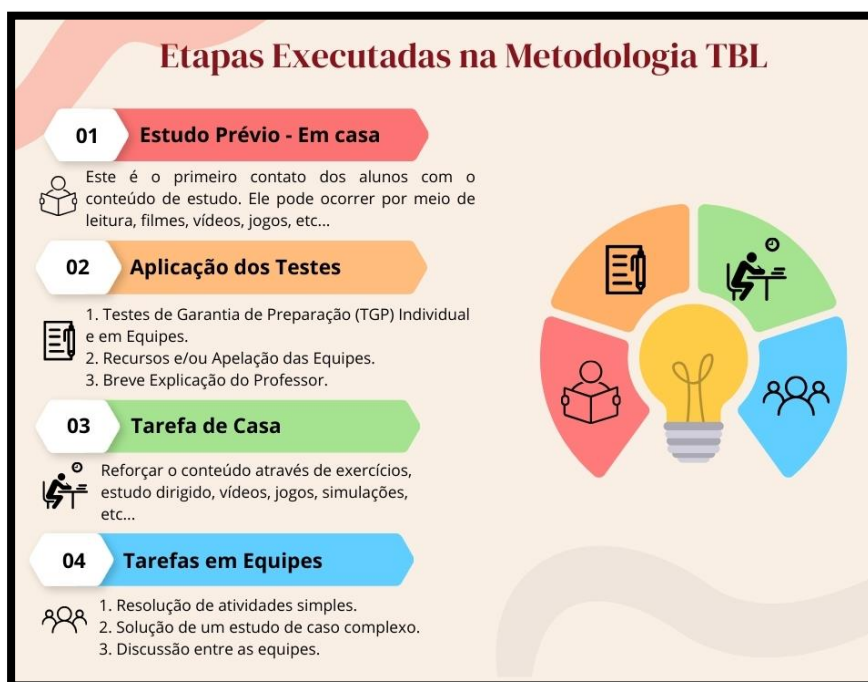 Etapas Executadas na Metodologia TBL
01
Estudo Prévio - Em casa
Este é o primeiro contato dos alunos com o
conteúdo de estudo. Ele pode ocorrer por meio de
leitura, filmes, vídeos, jogos, etc...
02
Aplicação dos Testes
1. Testes de Garantia de Preparação (TGP) Individual
e em Equipes.
2. Recursos e/ou Apelação das Equipes.
3. Breve Explicação do Professor.
03
Tarefa de Casa
Reforçar o conteúdo através de exercícios,
estudo dirigido, vídeos, jogos, simulações,
etc...
04
Tarefas em Equipes
1. Resolução de atividades simples.
2. Solução de um estudo de caso complexo.
3. Discussão entre as equipes.